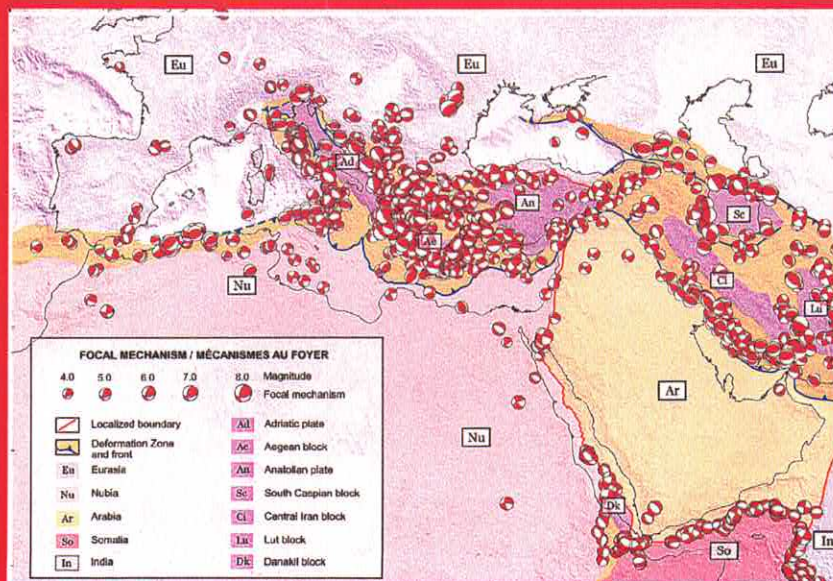 Eu
Eu
Eu
Ad
An
Sc
Ae
Nu
Ci
Lu
Ar
Nu
Dk
So
In
FOCAL MECHANISM / MÉCANISMES AU FOYER
4.0 5.0 6.0 7.0 8.0 Magnitude
Focal mechanism
Localized boundary
Deformation Zone
and front
Eu Eurasia
Nu Nubia
Ar Arabia
So Somalia
In India
Ad Adriatic plate
Ae Aegean block
An Anatolian plate
Sc South Caspian block
Ci Central Iran block
Lu Lut block
Dk Danakil block